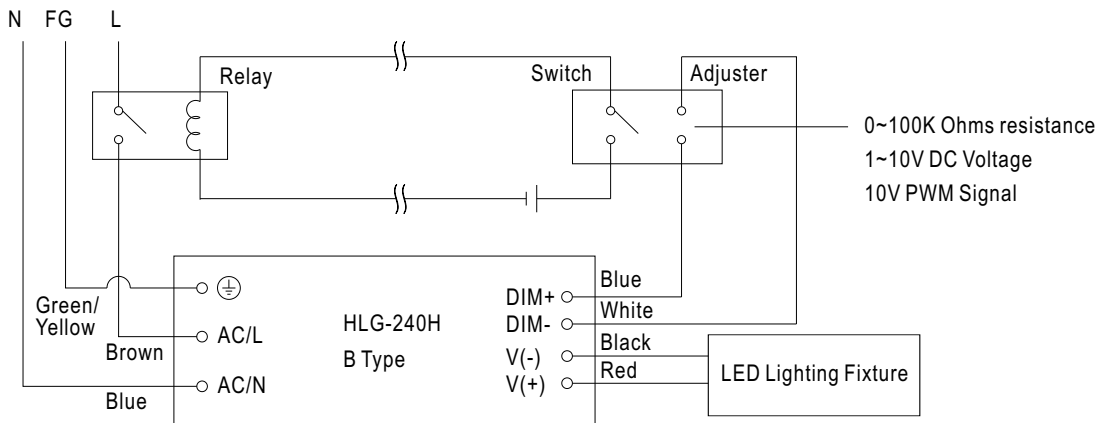 N FG L
Relay
Switch
Adjuster
0~100K Ohms resistance
1~10V DC Voltage
10V PWM Signal
Green/
Yellow
Brown
Blue
AC/L
AC/N
HLG-240H
B Type
DIM+
DIM-
V(-)
V(+)
Blue
White
Black
Red
LED Lighting Fixture